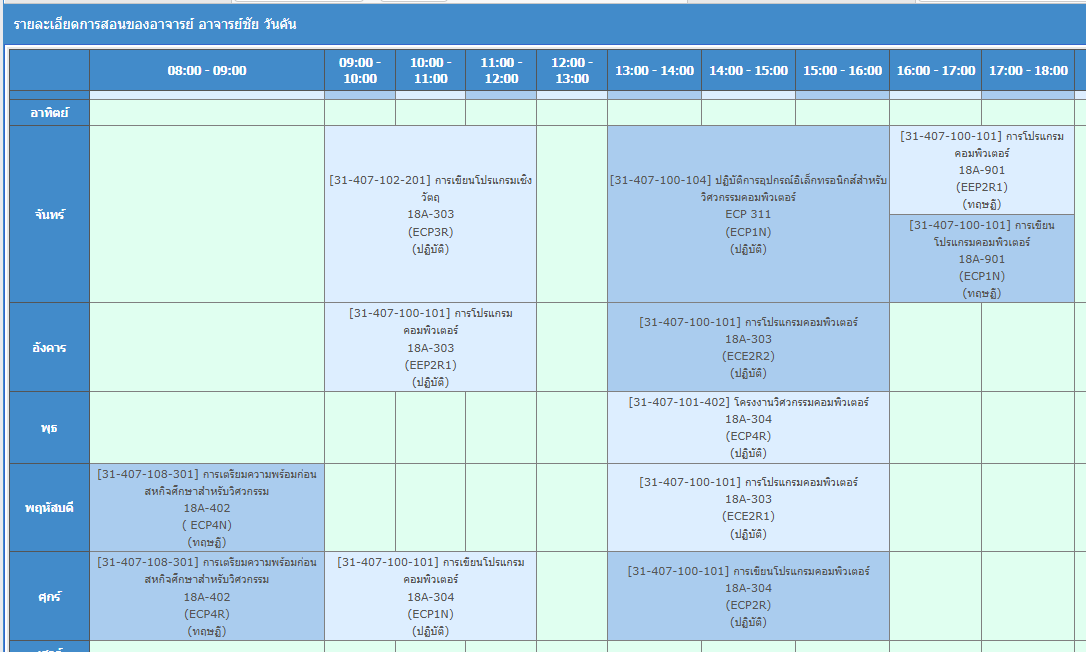 รายละเอียดการสอนของอาจารย์ อาจารย์ชัย วันคัน
08:00 - 09:00
09:00 -
10:00
10:00 -
11:00
11:00 -
12:00
12:00 -
13:00
13:00 - 14:00
14:00 - 15:00
15:00 - 16:00
16:00 - 17:00
17:00 - 18:00
อาทิตย์
จันทร์
[31-407-102-201] การเขียนโปรแกรมเชิง
วัตถุ
18A-303
(ECP3R)
(ปฏิบัติ)
[31-407-100-104] ปฏิบัติการอุปกรณ์อิเล็กทรอนิกส์สำหรับ
วิศวกรรมคอมพิวเตอร์
ECP 311
(ECP1N)
(ปฏิบัติ)
[31-407-100-101] การโปรแกรม
คอมพิวเตอร์
18A-901
(EEP2R1)
(ทฤษฏี)
[31-407-100-101] การเขียน
โปรแกรมคอมพิวเตอร์
18A-901
(ECP1N)
(ทฤษฏี)
อังคาร
[31-407-100-101] การโปรแกรม
คอมพิวเตอร์
18A-303
(EEP2R1)
(ปฏิบัติ)
[31-407-100-101] การโปรแกรมคอมพิวเตอร์
18A-303
(ECE2R2)
(ปฏิบัติ)
พุธ
[31-407-101-402] โครงงานวิศวกรรมคอมพิวเตอร์
18A-304
(ECP4R)
(ปฏิบัติ)
พฤหัสบดี
[31-407-108-301] การเตรียมความพร้อมก่อน
สหกิจศึกษาสำหรับวิศวกรรม
18A-402
( ECP4N)
(ทฤษฏี)
[31-407-100-101] การโปรแกรมคอมพิวเตอร์
18A-303
(ECE2R1)
(ปฏิบัติ)
ศุกร์
[31-407-108-301] การเตรียมความพร้อมก่อน
สหกิจศึกษาสำหรับวิศวกรรม
18A-402
(ECP4R)
(ทฤษฏี)
[31-407-100-101] การเขียนโปรแกรม
คอมพิวเตอร์
18A-304
(ECP1N)
(ปฏิบัติ)
[31-407-100-101] การเขียนโปรแกรมคอมพิวเตอร์
18A-304
(ECP2R)
(ปฏิบัติ)